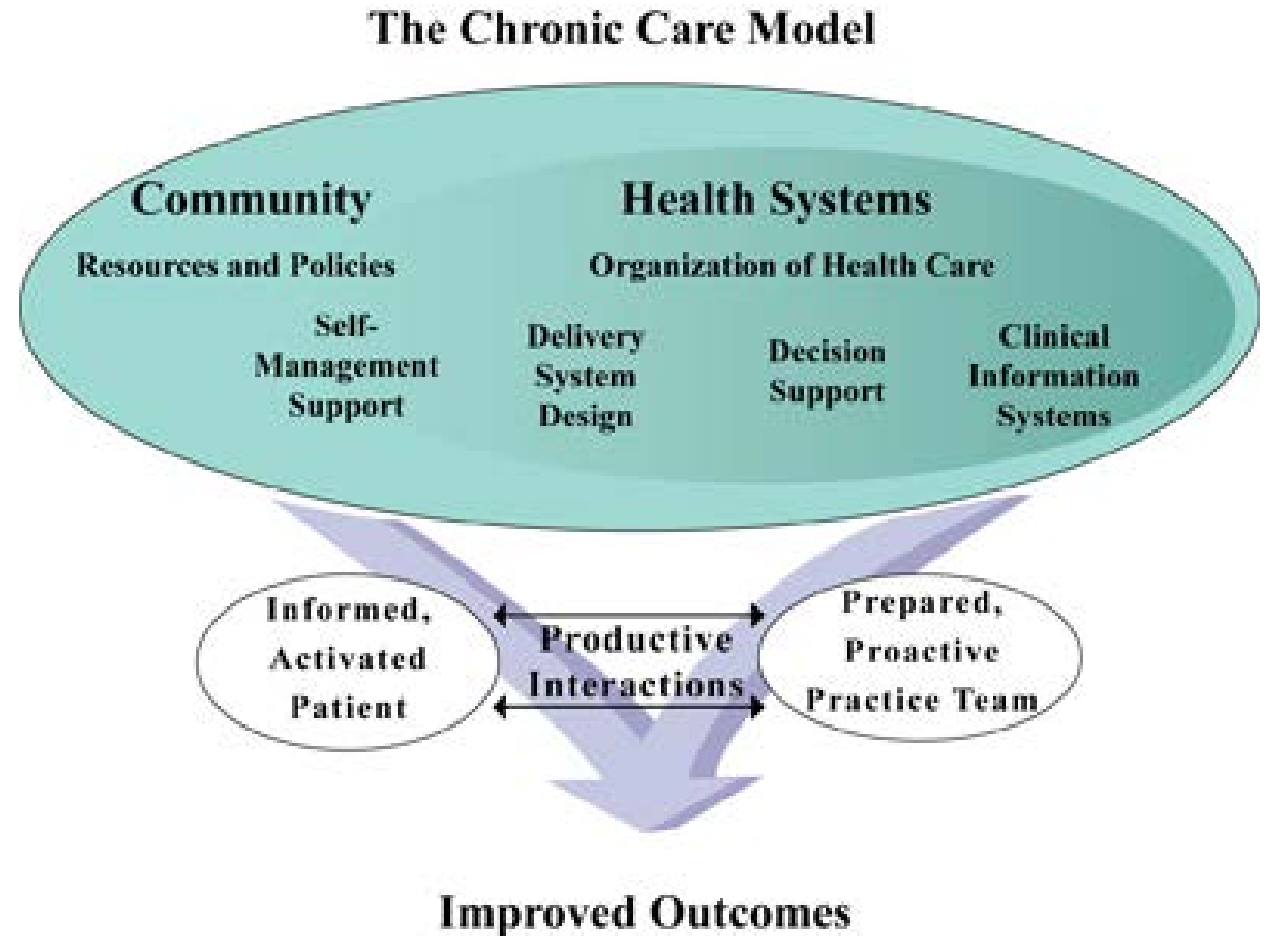 The Chronic Care Model
Community
Resources and Policies
Health Systems
Organization of Health Care
Self-
Management
Support
Delivery
System
Design
Decision
Support
Clinical
Information
Systems
Informed,
Activated
Patient
Productive
Interactions
Prepared,
Proactive
Practice Team
Improved Outcomes